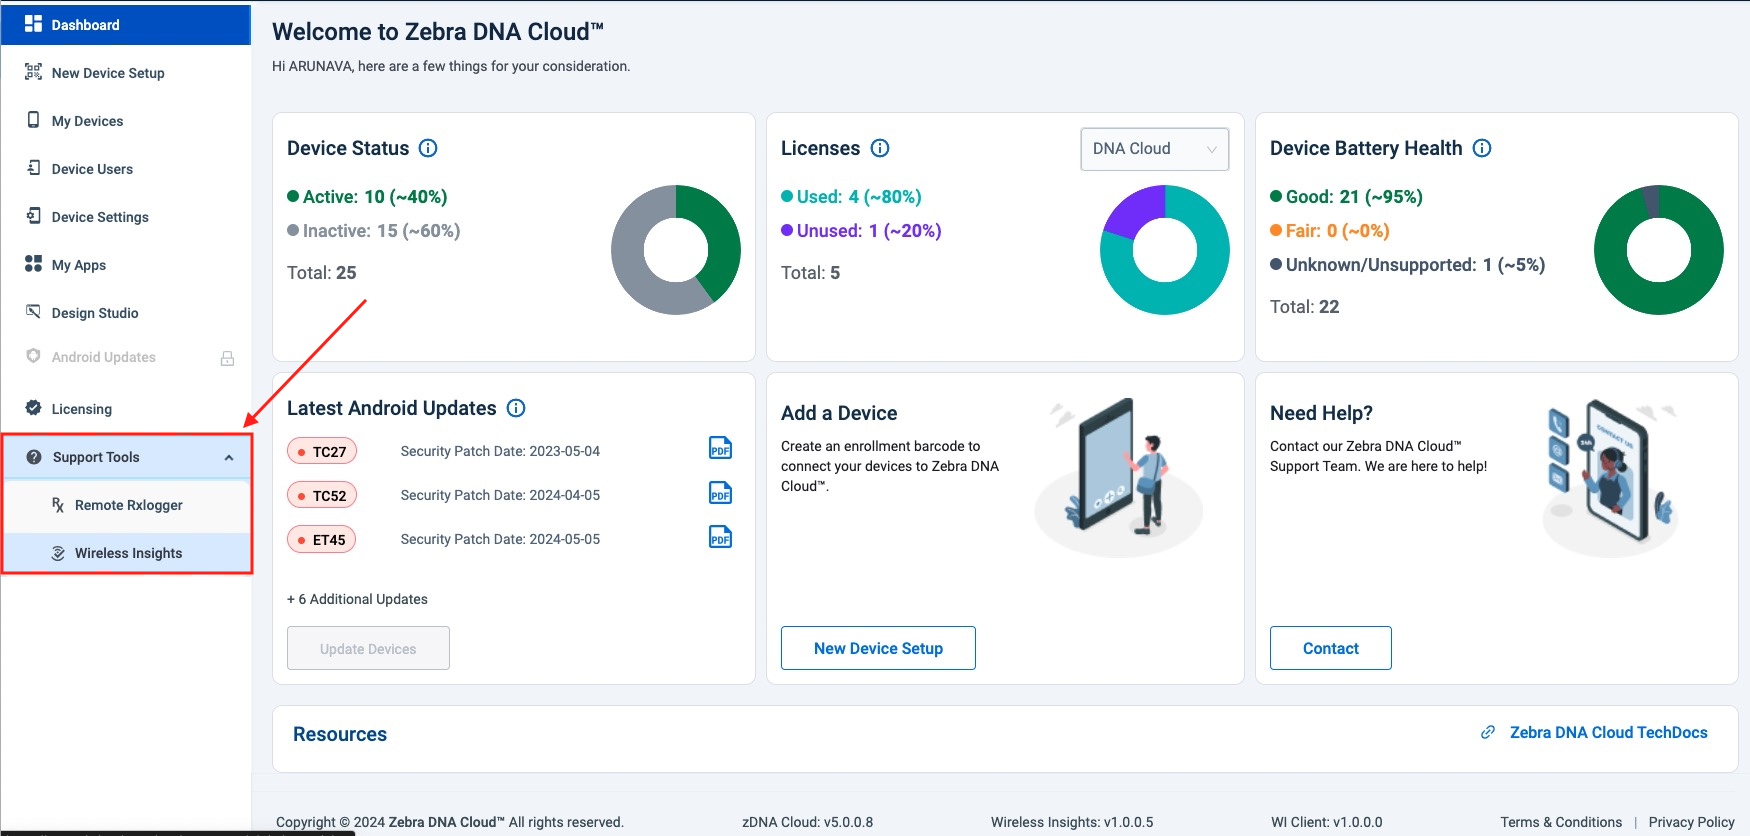 Dashboard
New Device Setup
My Devices
Device Users
Device Settings
My Apps
Design Studio
Android Updates
Licensing
Support Tools
Remote Rxlogger
Wireless Insights
Welcome to Zebra DNA Cloud™
Hi ARUNAVA, here are a few things for your consideration.
Device Status
Active: 10 (~40%)
Inactive: 15 (~60%)
Total: 25
Licenses
DNA Cloud
Used: 4 (~80%)
Unused: 1 (~20%)
Total: 5
Device Battery Health
Good: 21 (~95%)
Fair: 0 (~0%)
Unknown/Unsupported: 1 (~5%)
Total: 22
Latest Android Updates
TC27 Security Patch Date: 2023-05-04 PDF
TC52 Security Patch Date: 2024-04-05 PDF
ET45 Security Patch Date: 2024-05-05 PDF
+ 6 Additional Updates
Update Devices
Add a Device
Create an enrollment barcode to
connect your devices to Zebra DNA
Cloud™.
New Device Setup
Need Help?
Contact our Zebra DNA Cloud™
Support Team. We are here to help!
CONTACT US
Contact
Resources
Zebra DNA Cloud TechDocs
Copyright © 2024 Zebra DNA Cloud™ All rights reserved.
zDNA Cloud: v5.0.0.8
Wireless Insights: v1.0.0.5
WI Client: v1.0.0.0
Terms & Conditions | Privacy Policy